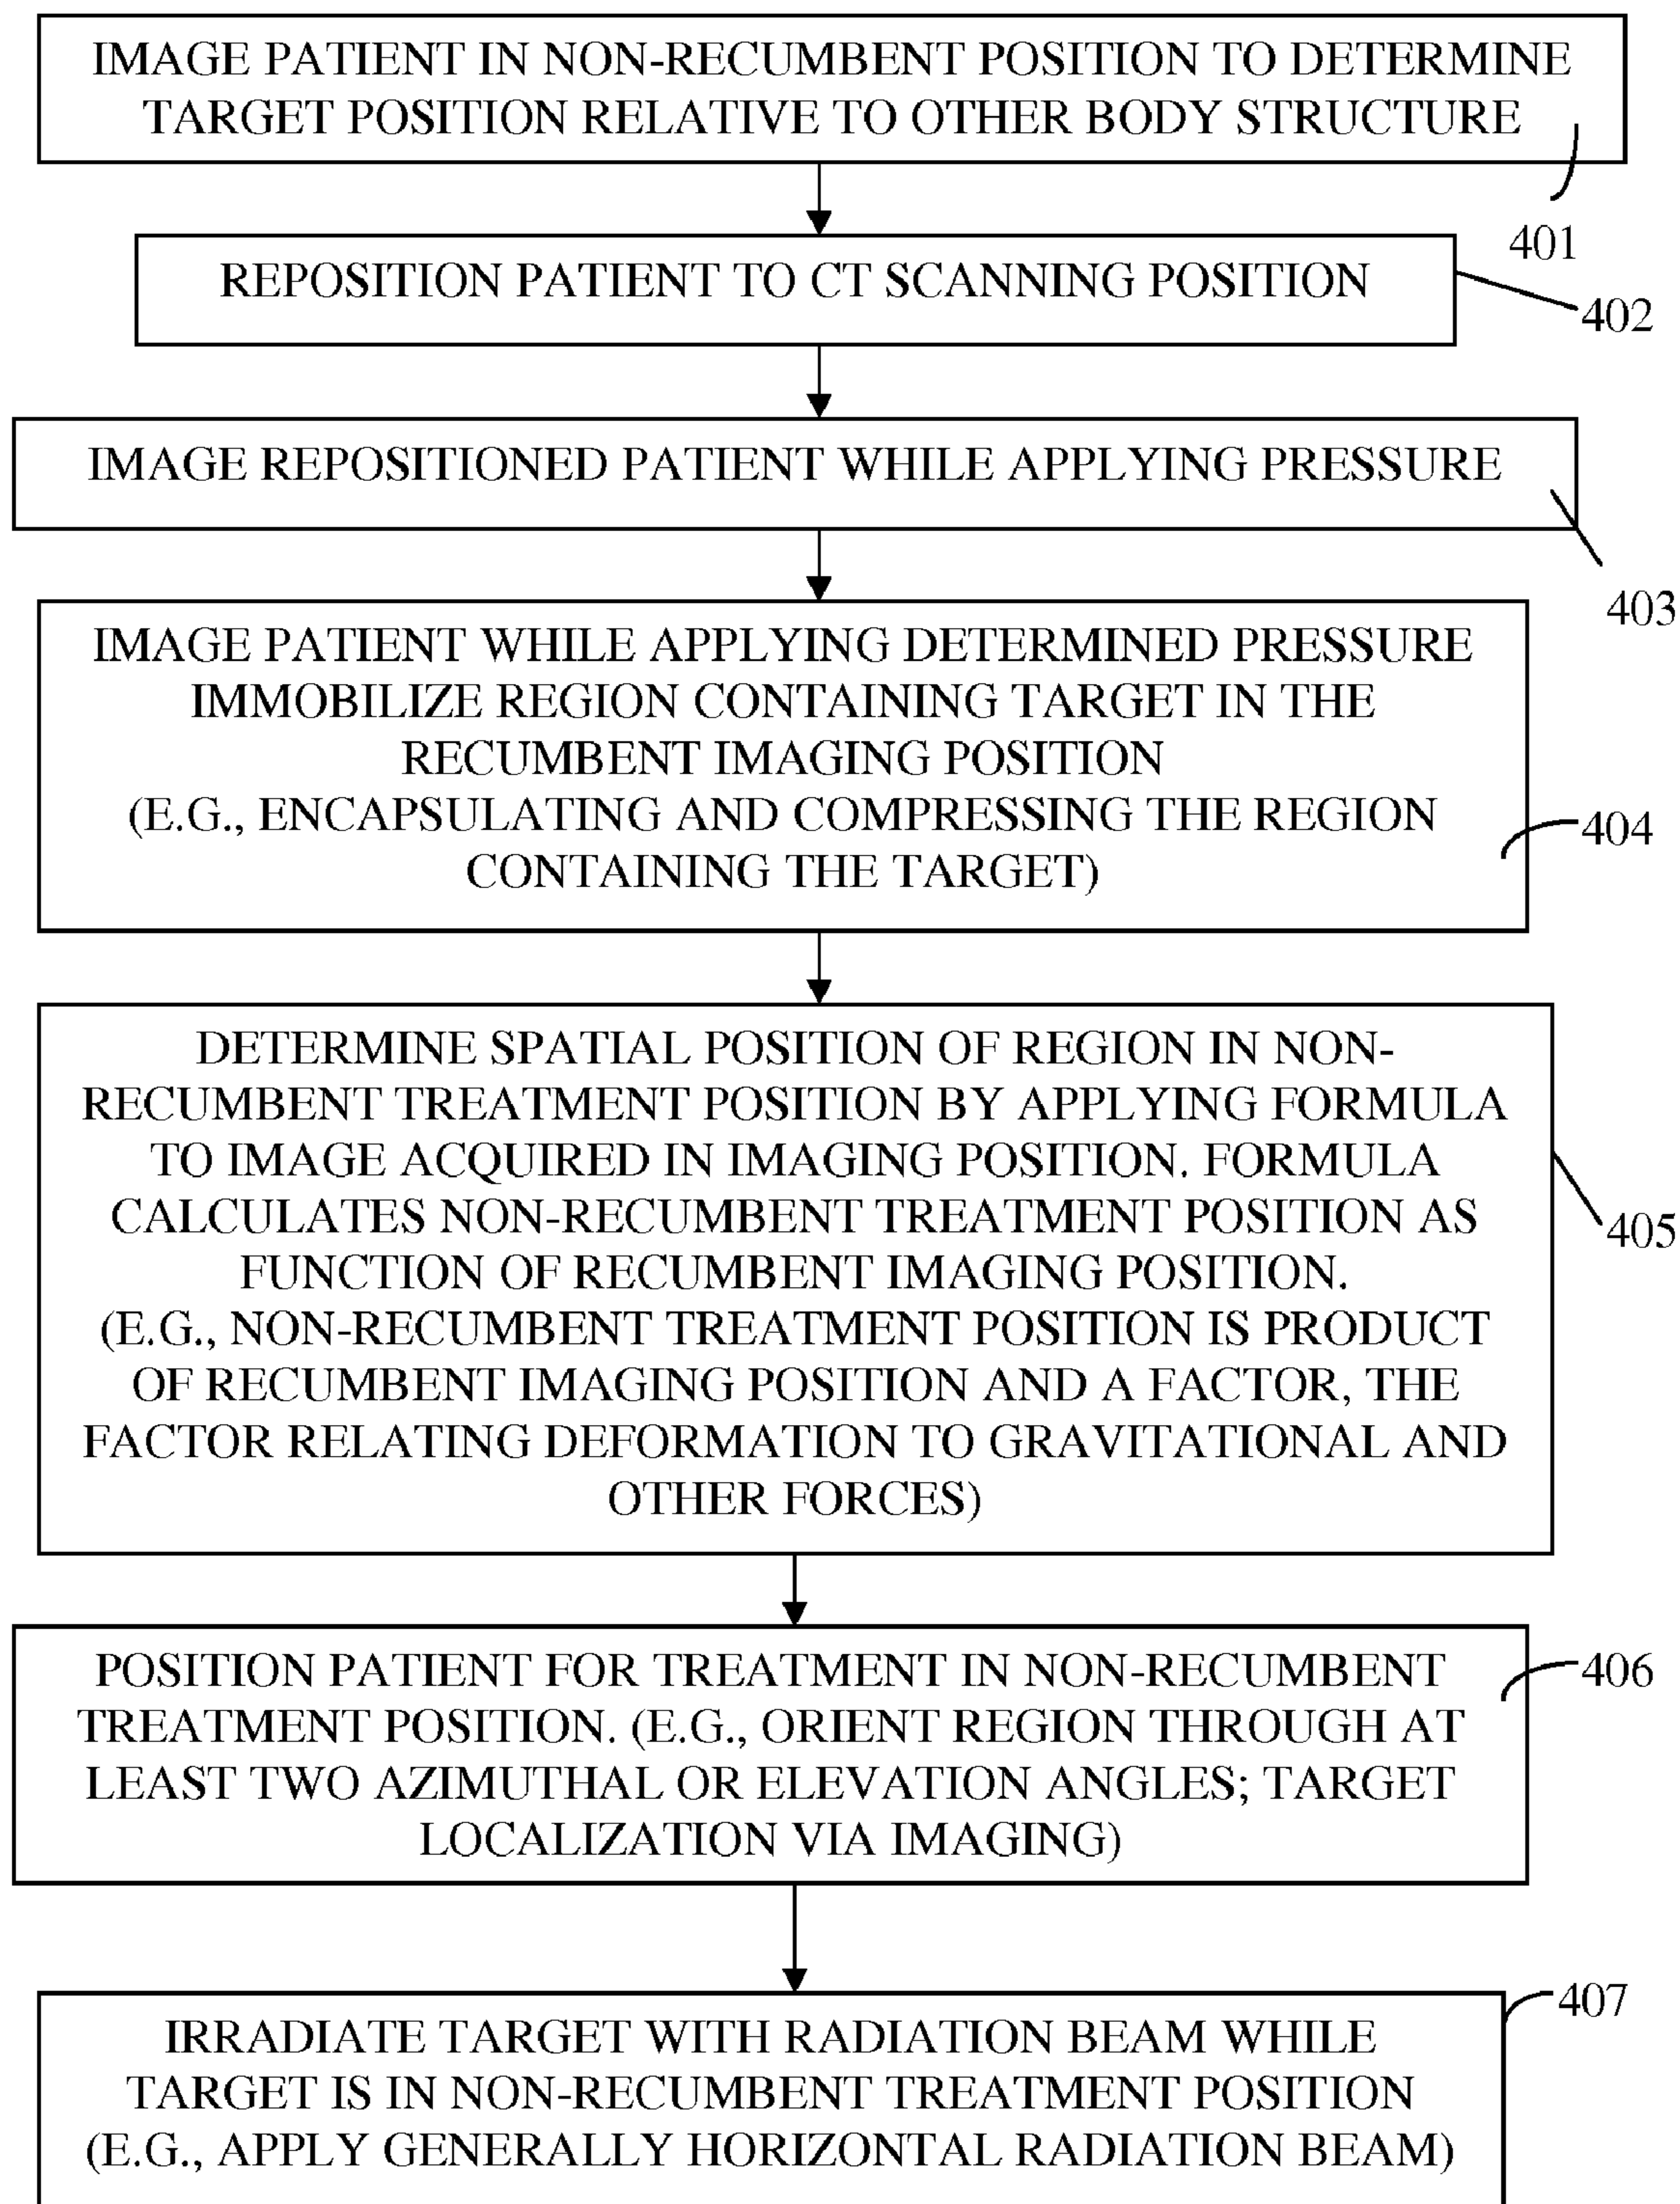 IMAGE PATIENT IN NON-RECUMBENT POSITION TO DETERMINE
TARGET POSITION RELATIVE TO OTHER BODY STRUCTURE
401
REPOSITION PATIENT TO CT SCANNING POSITION
402
IMAGE REPOSITIONED PATIENT WHILE APPLYING PRESSURE
403
IMAGE PATIENT WHILE APPLYING DETERMINED PRESSURE
IMMOBILIZE REGION CONTAINING TARGET IN THE
RECUMBENT IMAGING POSITION
(E.G., ENCAPSULATING AND COMPRESSING THE REGION
CONTAINING THE TARGET)
404
DETERMINE SPATIAL POSITION OF REGION IN NON-
RECUMBENT TREATMENT POSITION BY APPLYING FORMULA
TO IMAGE ACQUIRED IN IMAGING POSITION. FORMULA
CALCULATES NON-RECUMBENT TREATMENT POSITION AS
FUNCTION OF RECUMBENT IMAGING POSITION.
(E.G., NON-RECUMBENT TREATMENT POSITION IS PRODUCT
OF RECUMBENT IMAGING POSITION AND A FACTOR, THE
FACTOR RELATING DEFORMATION TO GRAVITATIONAL AND
OTHER FORCES)
405
POSITION PATIENT FOR TREATMENT IN NON-RECUMBENT
TREATMENT POSITION. (E.G., ORIENT REGION THROUGH AT
LEAST TWO AZIMUTHAL OR ELEVATION ANGLES; TARGET
LOCALIZATION VIA IMAGING)
406
IRRADIATE TARGET WITH RADIATION BEAM WHILE
TARGET IS IN NON-RECUMBENT TREATMENT POSITION
(E.G., APPLY GENERALLY HORIZONTAL RADIATION BEAM)
407